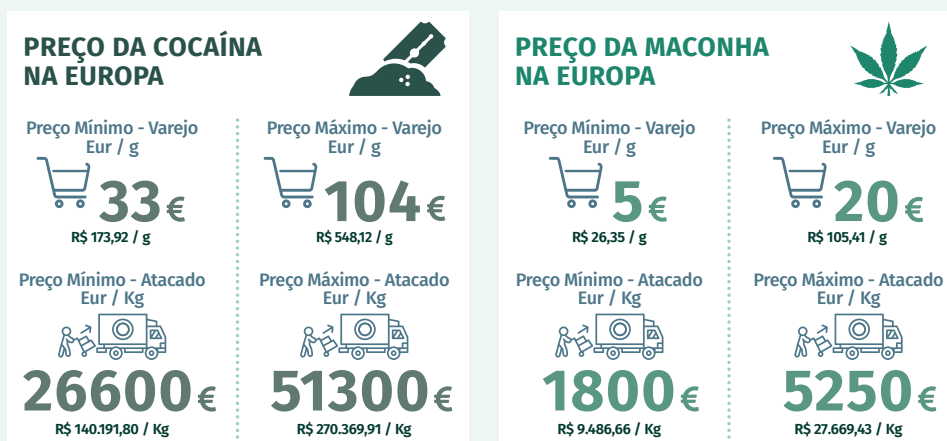 PREÇO DA COCAÍNA
NA EUROPA
Preço Mínimo - Varejo
Eur / g
33 €
R$ 173,92 / g
Preço Máximo - Varejo
Eur / g
104 €
R$ 548,12 / g
Preço Mínimo - Atacado
Eur / Kg
26600 €
R$ 140.191,80 / Kg
Preço Máximo - Atacado
Eur / Kg
51300 €
R$ 270.369,91 / Kg
PREÇO DA MACONHA
NA EUROPA
Preço Mínimo - Varejo
Eur / g
5 €
R$ 26,35 / g
Preço Máximo - Varejo
Eur / g
20 €
R$ 105,41 / g
Preço Mínimo - Atacado
Eur / Kg
1800 €
R$ 9.486,66 / Kg
Preço Máximo - Atacado
Eur / Kg
5250 €
R$ 27.669,43 / Kg